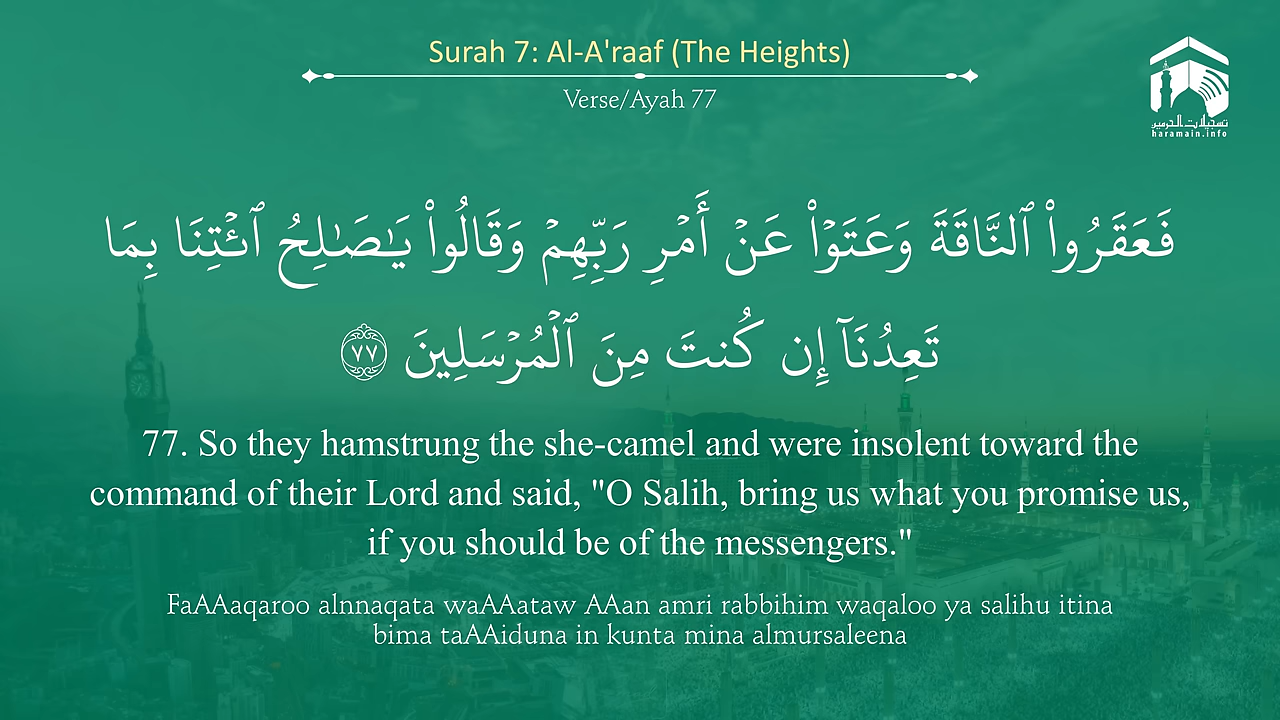 Surah 7: Al-A'raaf (The Heights)
Verse/Ayah 77
تسجيلات الحرمين
haramain.info
فَعَقَرُوا۟ ٱلنَّاقَةَ وَعَتَوْا۟ عَنْ أَمْرِ رَبِّهِمْ وَقَالُوا۟ يَـٰصَـٰلِحُ ٱئْتِنَا بِمَا
تَعِدُنَآ إِن كُنتَ مِنَ ٱلْمُرْسَلِينَ ٧٧
77. So they hamstrung the she-camel and were insolent toward the
command of their Lord and said, "O Salih, bring us what you promise us,
if you should be of the messengers."
FaAAaqaroo alnnaqata waAAataw AAan amri rabbihim waqaloo ya salihu itina
bima taAAiduna in kunta mina almursaleena